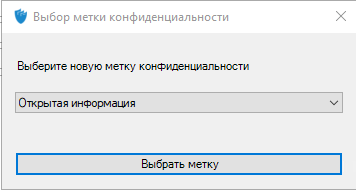 Выбор метки конфиденциальности
Выберите новую метку конфиденциальности
Открытая информация
Выбрать метку